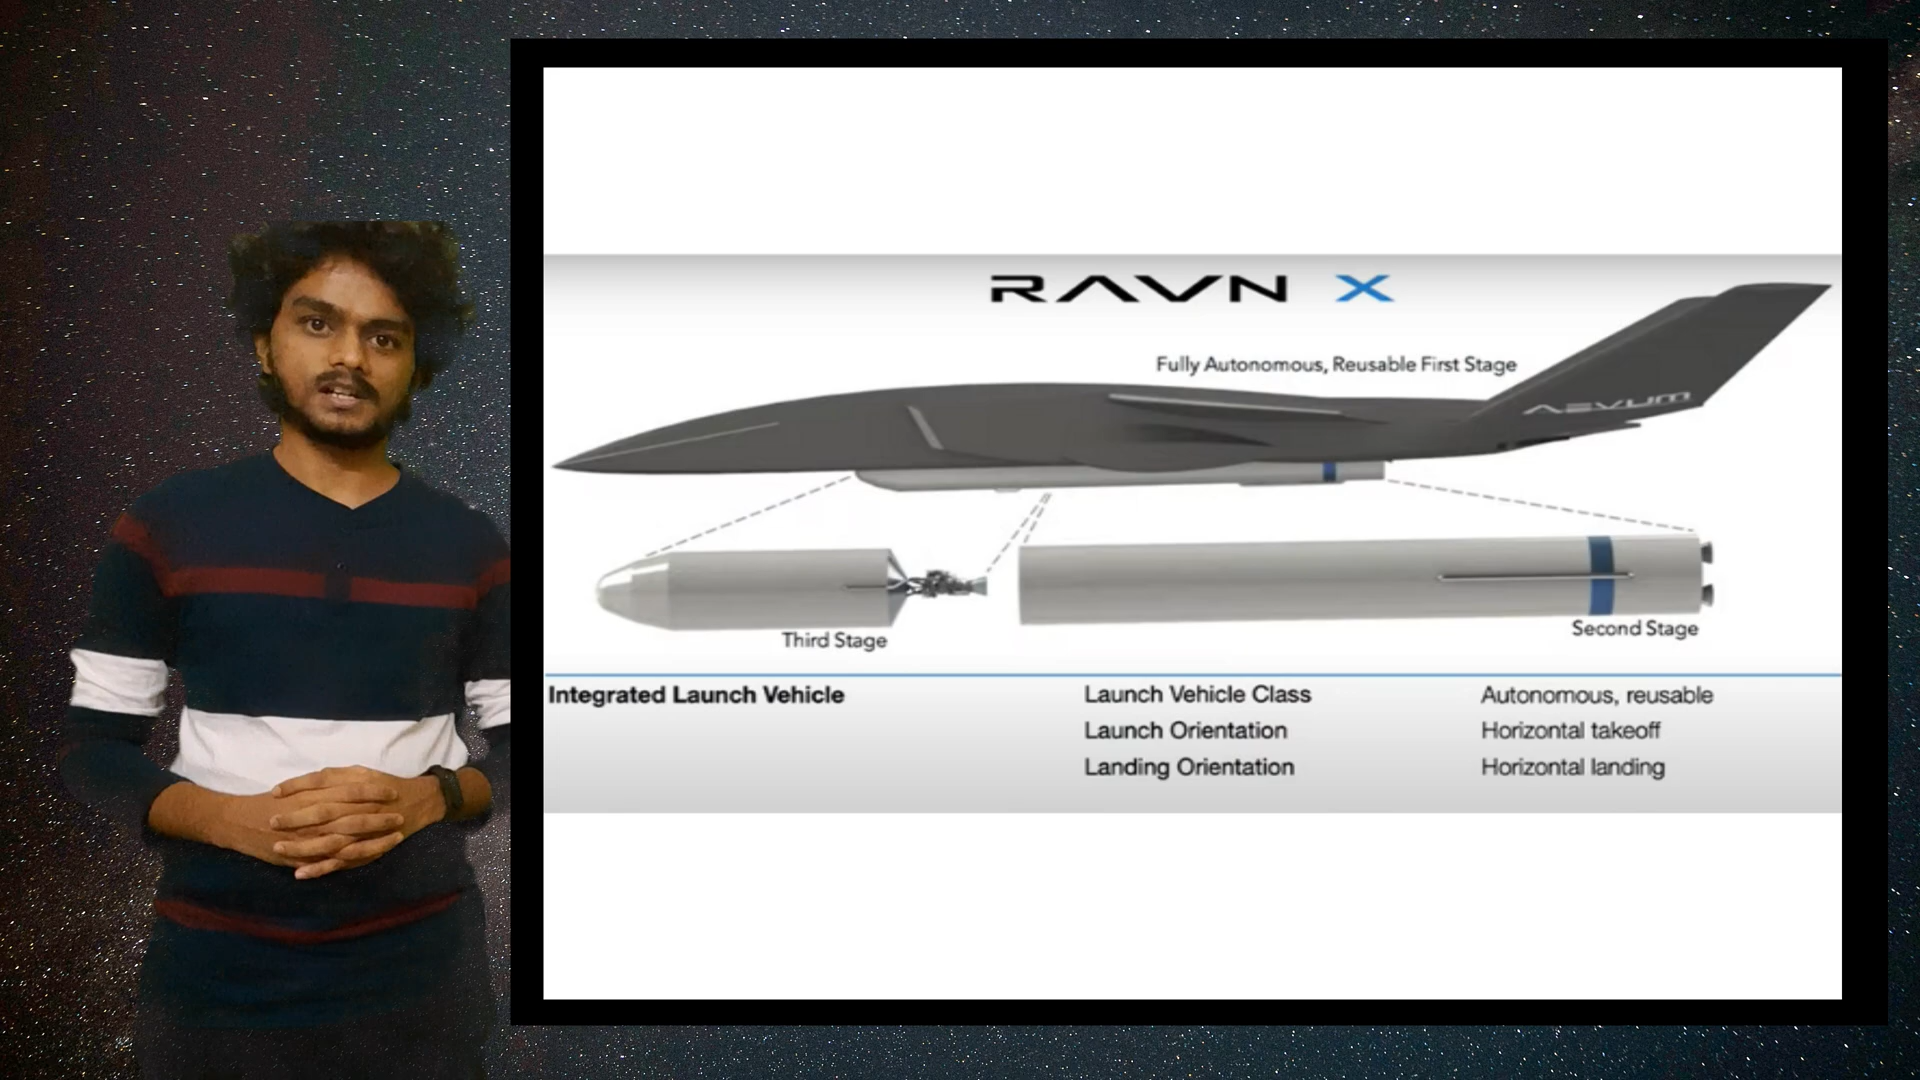 RAVN X
Fully Autonomous, Reusable First Stage
AEVUM
Third Stage
Second Stage
Integrated Launch Vehicle
Launch Vehicle Class Autonomous, reusable
Launch Orientation Horizontal takeoff
Landing Orientation Horizontal landing